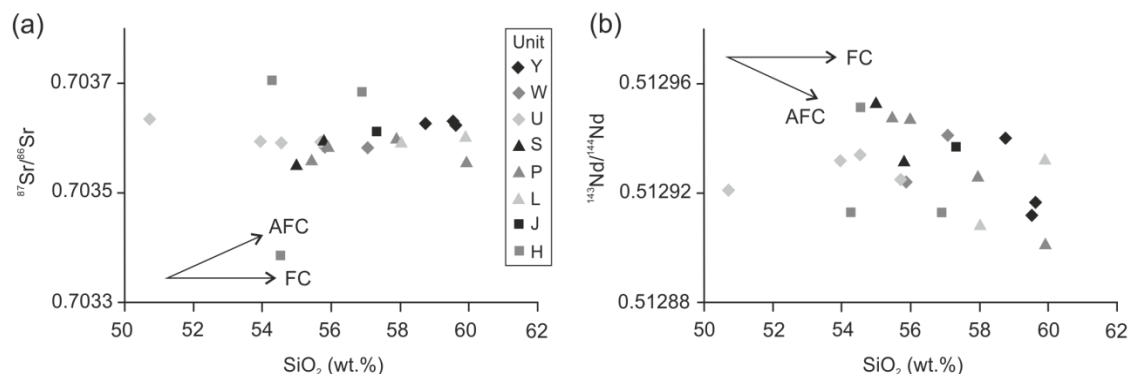 (a)
⁸⁷Sr/⁸⁶Sr
0.7037
0.7035
0.7033
AFC
FC
50 52 54 56 58 60 62
SiO₂ (wt.%)
Unit
Y
W
U
S
P
L
J
H
(b)
¹⁴³Nd/¹⁴⁴Nd
0.51296
0.51292
0.51288
FC
AFC
50 52 54 56 58 60 62
SiO₂ (wt.%)